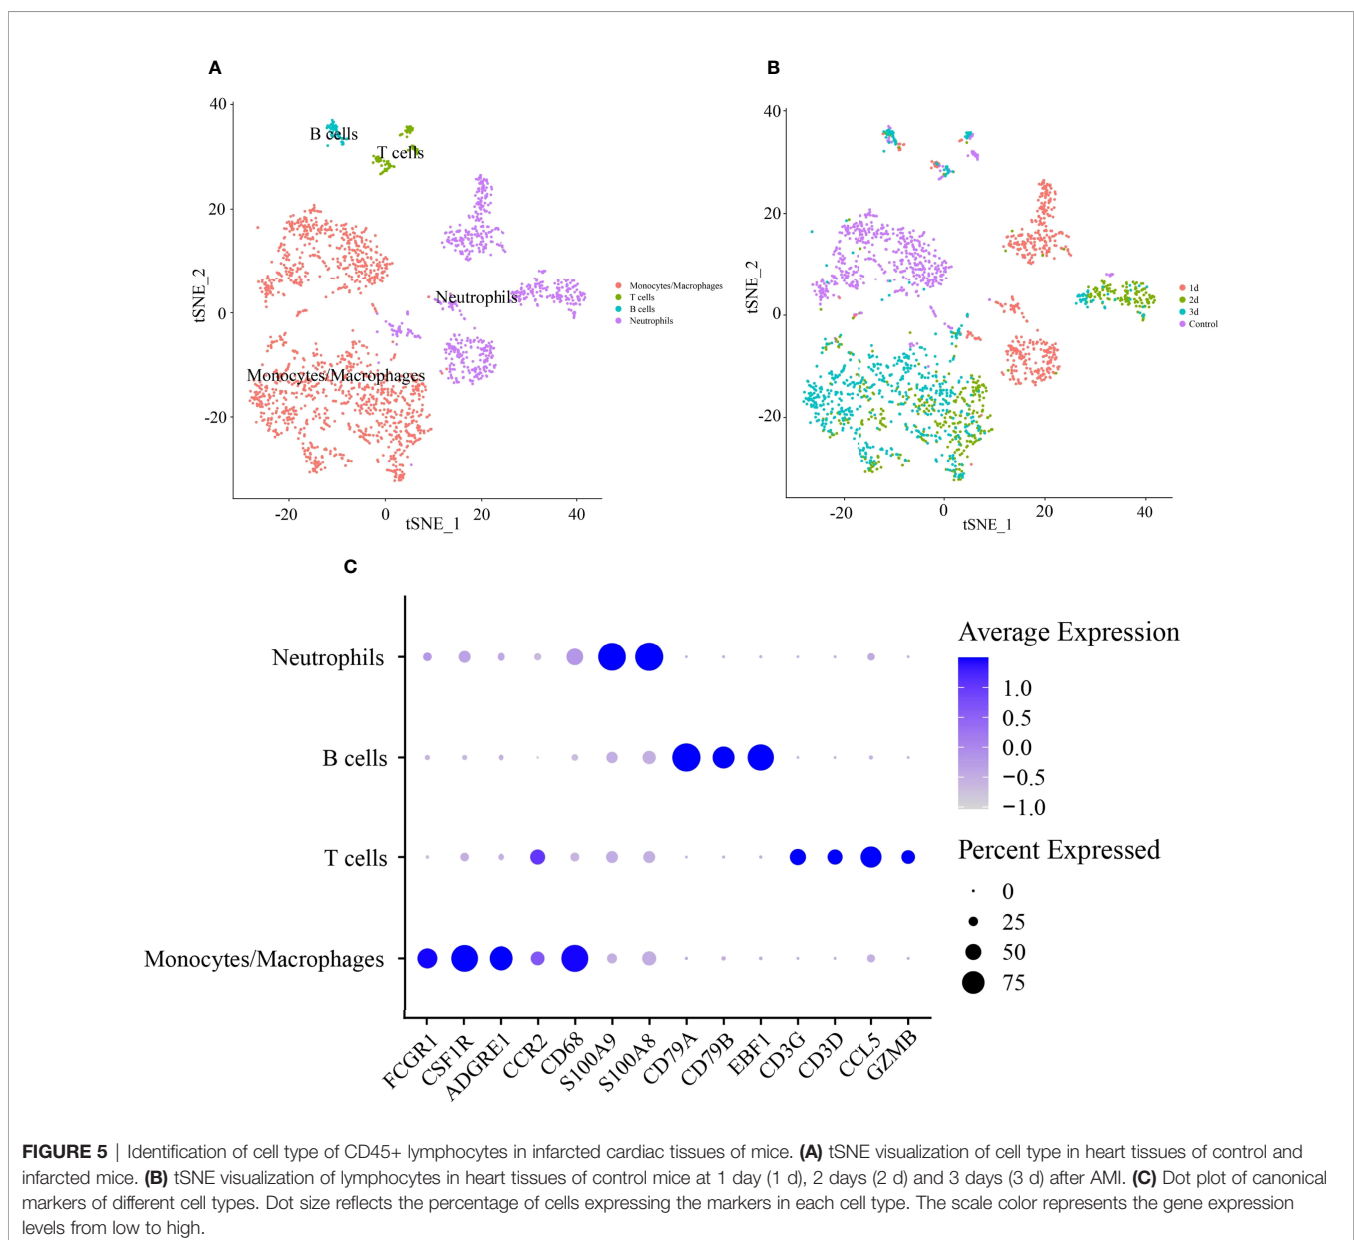 A
B
40
20
0
-20
tSNE_2
B cells
T cells
Neutrophils
Monocytes/Macrophages
-20
0
20
40
tSNE_1
Monocytes/Macrophages
T cells
B cells
Neutrophils
40
20
0
-20
tSNE_2
-20
0
20
40
tSNE_1
1d
2d
3d
Control
C
Neutrophils
B cells
T cells
Monocytes/Macrophages
FCGR1
CSF1R
ADGRE1
CCR2
CD68
S100A9
S100A8
CD79A
CD79B
EBF1
CD3G
CD3D
CCL5
GZMB
Average Expression
1.0
0.5
0.0
−0.5
−1.0
Percent Expressed
0
25
50
75
FIGURE 5 | Identification of cell type of CD45+ lymphocytes in infarcted cardiac tissues of mice. (A) tSNE visualization of cell type in heart tissues of control and
infarcted mice. (B) tSNE visualization of lymphocytes in heart tissues of control mice at 1 day (1 d), 2 days (2 d) and 3 days (3 d) after AMI. (C) Dot plot of canonical
markers of different cell types. Dot size reflects the percentage of cells expressing the markers in each cell type. The scale color represents the gene expression
levels from low to high.